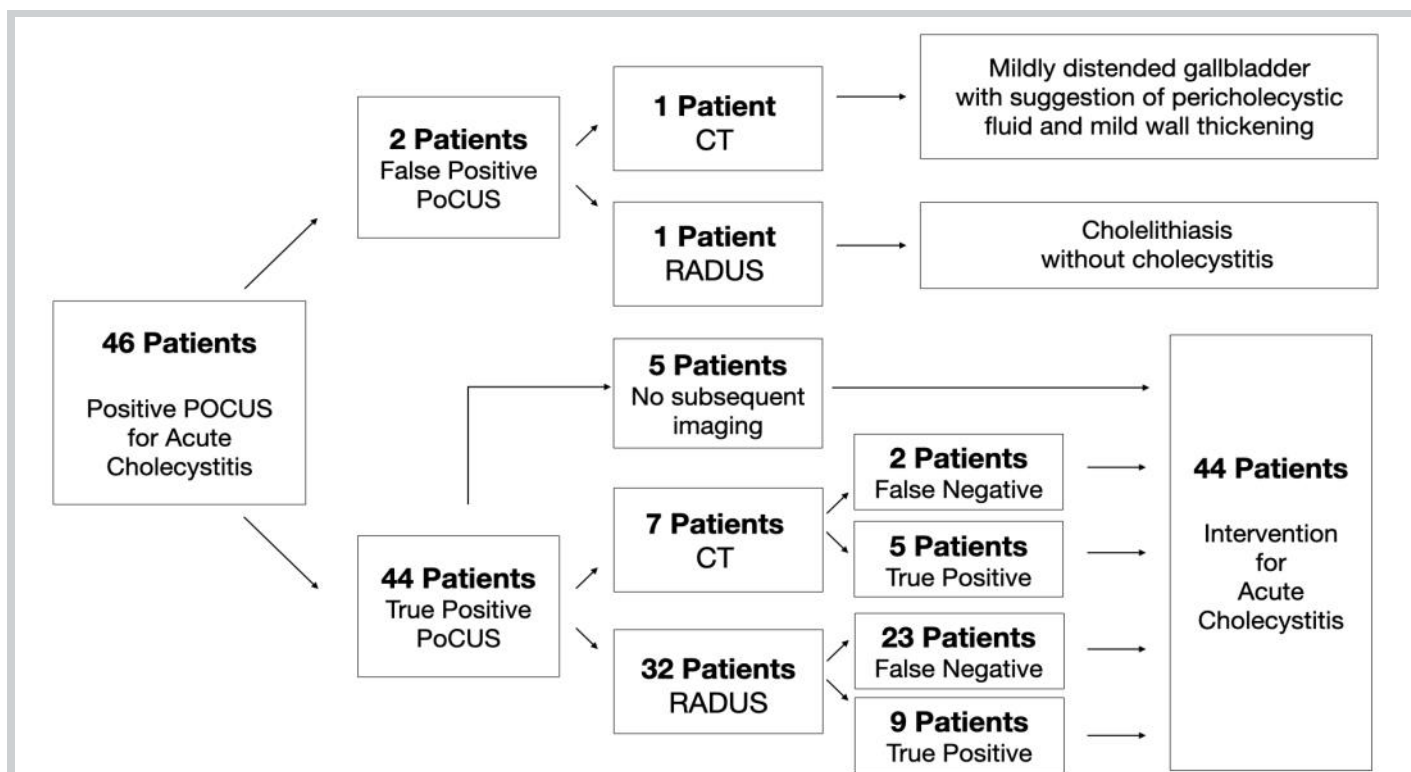 46 Patients
Positive POCUS
for Acute
Cholecystitis
2 Patients
False Positive
PoCUS
1 Patient
CT
Mildly distended gallbladder
with suggestion of pericholecystic
fluid and mild wall thickening
1 Patient
RADUS
Cholelithiasis
without cholecystitis
44 Patients
True Positive
PoCUS
5 Patients
No subsequent
imaging
7 Patients
CT
2 Patients
False Negative
5 Patients
True Positive
32 Patients
RADUS
23 Patients
False Negative
9 Patients
True Positive
44 Patients
Intervention
for
Acute
Cholecystitis